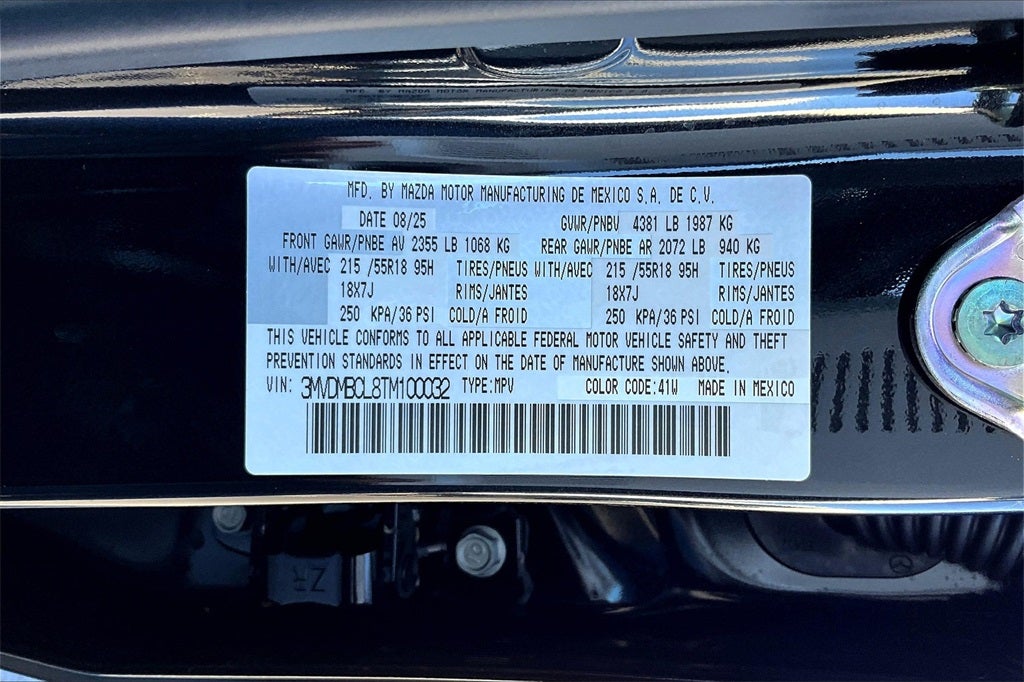 MFD. BY MAZDA MOTOR MANUFACTURING DE MEXICO S.A. DE C.V.
DATE 08/25 GVWR/PNBV 4381 LB 1987 KG
FRONT GAWR/PNBE AV 2355 LB 1068 KG REAR GAWR/PNBE AR 2072 LB 940 KG
WITH/AVEC 215 /55R18 95H TIRES/PNEUS WITH/AVEC 215 /55R18 95H TIRES/PNEUS
18X7J RIMS/JANTES 18X7J RIMS/JANTES
250 KPA/36 PSI COLD/A FROID 250 KPA/36 PSI COLD/A FROID
THIS VEHICLE CONFORMS TO ALL APPLICABLE FEDERAL MOTOR VEHICLE SAFETY AND THEFT
PREVENTION STANDARDS IN EFFECT ON THE DATE OF MANUFACTURE SHOWN ABOVE.
VIN: 3MVDMBCL8TM100032 TYPE:MPV COLOR CODE:41W MADE IN MEXICO